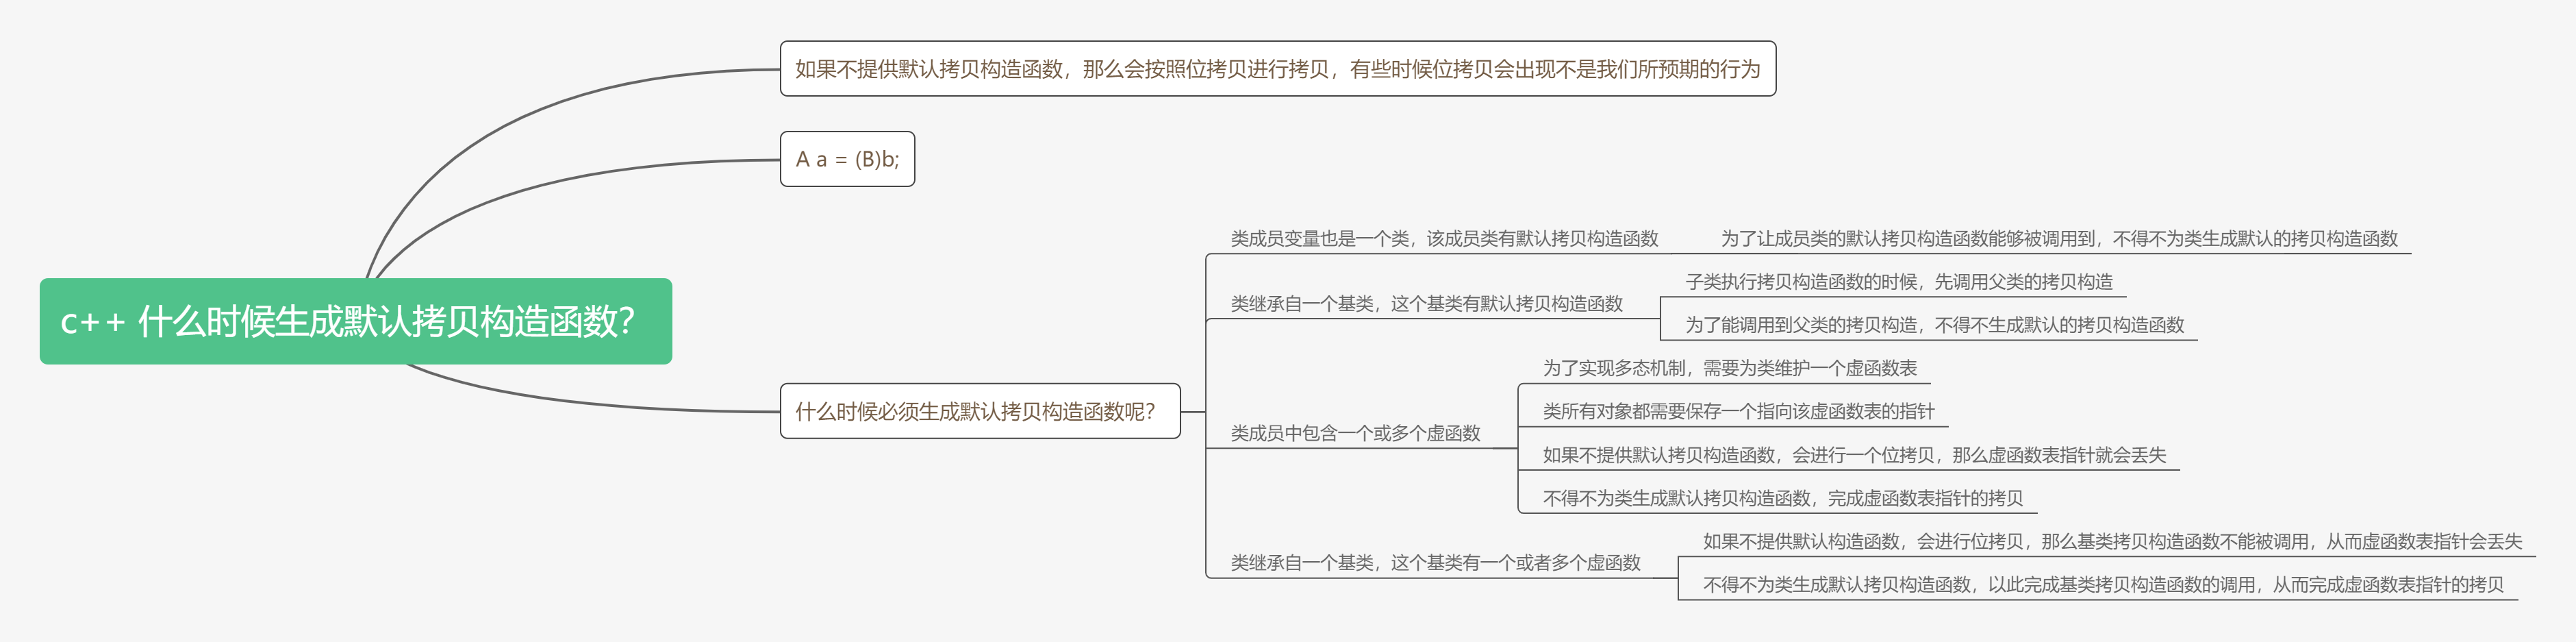 如果不提供默认拷贝构造函数，那么会按照位拷贝进行拷贝，有些时候位拷贝会出现不是我们所预期的行为
A a = (B)b;
c++ 什么时候生成默认拷贝构造函数？
什么时候必须生成默认拷贝构造函数呢？
类成员变量也是一个类，该成员类有默认拷贝构造函数
为了让成员类的默认拷贝构造函数能够被调用到，不得不为类生成默认的拷贝构造函数
类继承自一个基类，这个基类有默认拷贝构造函数
子类执行拷贝构造函数的时候，先调用父类的拷贝构造
为了能调用到父类的拷贝构造，不得不生成默认的拷贝构造函数
类成员中包含一个或多个虚函数
为了实现多态机制，需要为类维护一个虚函数表
类所有对象都需要保存一个指向该虚函数表的指针
如果不提供默认拷贝构造函数，会进行一个位拷贝，那么虚函数表指针就会丢失
不得不为类生成默认拷贝构造函数，完成虚函数表指针的拷贝
类继承自一个基类，这个基类有一个或者多个虚函数
如果不提供默认构造函数，会进行位拷贝，那么基类拷贝构造函数不能被调用，从而虚函数表指针会丢失
不得不为类生成默认拷贝构造函数，以此完成基类拷贝构造函数的调用，从而完成虚函数表指针的拷贝